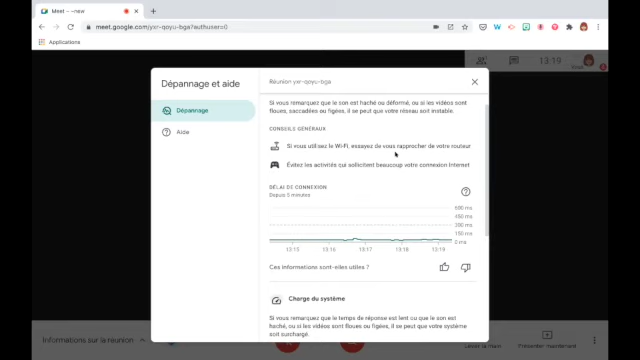 Meet - –new
meet.google.com/yxr-qoyu-bga?authuser=0
Applications
13:19
Dépannage et aide
Dépannage
Aide
Réunion yxr-qoyu-bga
Si vous remarquez que le son est haché ou déformé, ou si les vidéos sont
floues, saccadées ou figées, il se peut que votre réseau soit instable.
CONSEILS GÉNÉRAUX
Si vous utilisez le Wi-Fi, essayez de vous rapprocher de votre routeur
Évitez les activités qui sollicitent beaucoup votre connexion Internet
DÉLAI DE CONNEXION
Depuis 5 minutes
600 ms
450 ms
300 ms
150 ms
0 ms
13:15 13:16 13:17 13:18 13:19
Ces informations sont-elles utiles ?
Charge du système
Si vous remarquez que le temps de réponse est lent ou que le son est
haché, ou si les vidéos sont floues ou figées, il se peut que votre système
soit surchargé.
Informations sur la réunion
Lever la main
Présenter maintenant